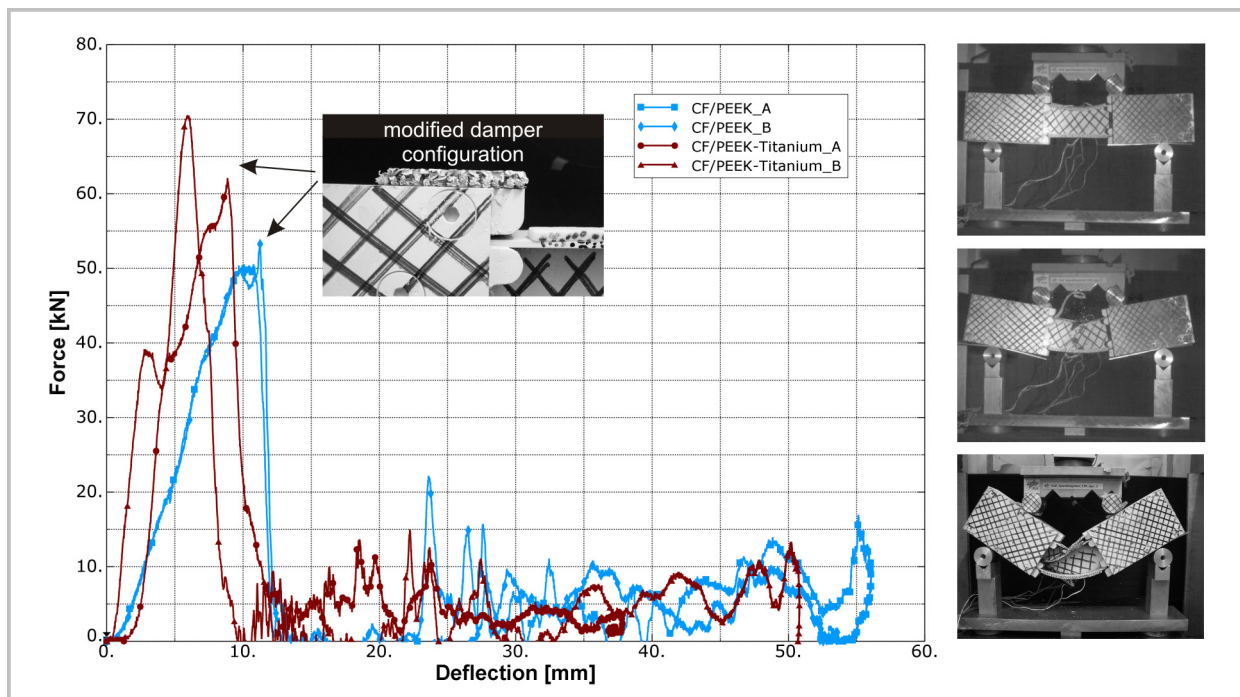 80.
70.
60.
50.
40.
30.
20.
10.
0.
Force [kN]
modified damper
configuration
CF/PEEK_A
CF/PEEK_B
CF/PEEK-Titanium_A
CF/PEEK-Titanium_B
0. 10. 20. 30. 40. 50. 60.
Deflection [mm]